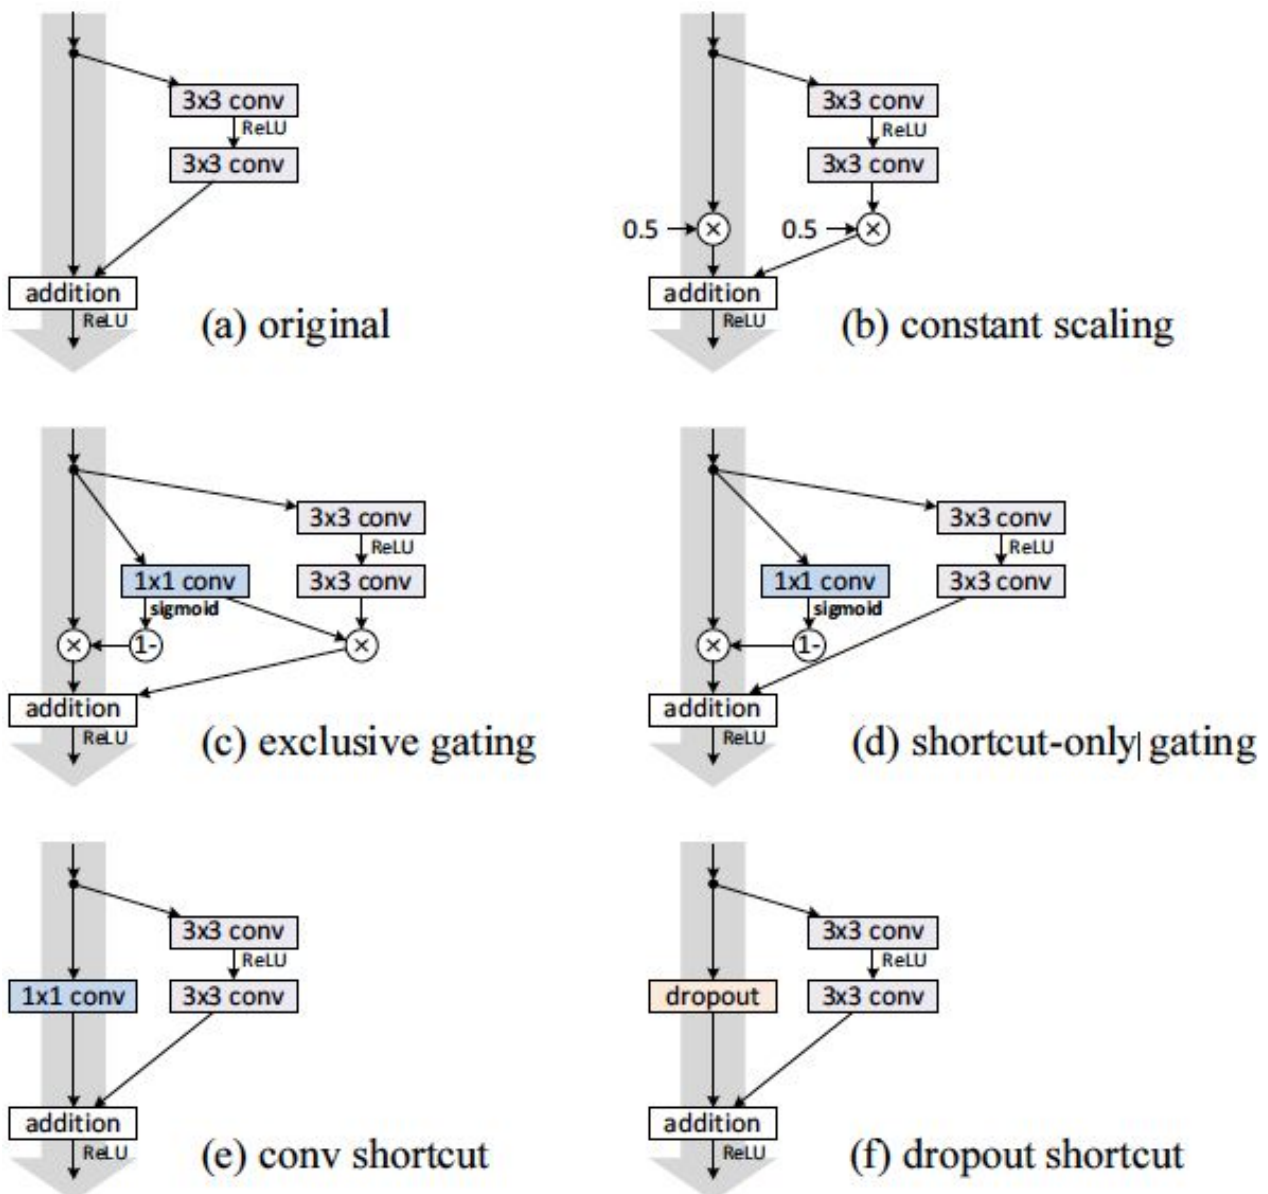 3x3 conv
ReLU
3x3 conv
addition
ReLU
(a) original
3x3 conv
ReLU
3x3 conv
0.5
×
0.5
×
addition
ReLU
(b) constant scaling
3x3 conv
ReLU
1x1 conv
3x3 conv
sigmoid
×
1-
×
addition
ReLU
(c) exclusive gating
3x3 conv
ReLU
1x1 conv
3x3 conv
sigmoid
×
1-
addition
ReLU
(d) shortcut-only gating
3x3 conv
ReLU
1x1 conv
3x3 conv
addition
ReLU
(e) conv shortcut
3x3 conv
ReLU
dropout
3x3 conv
addition
ReLU
(f) dropout shortcut